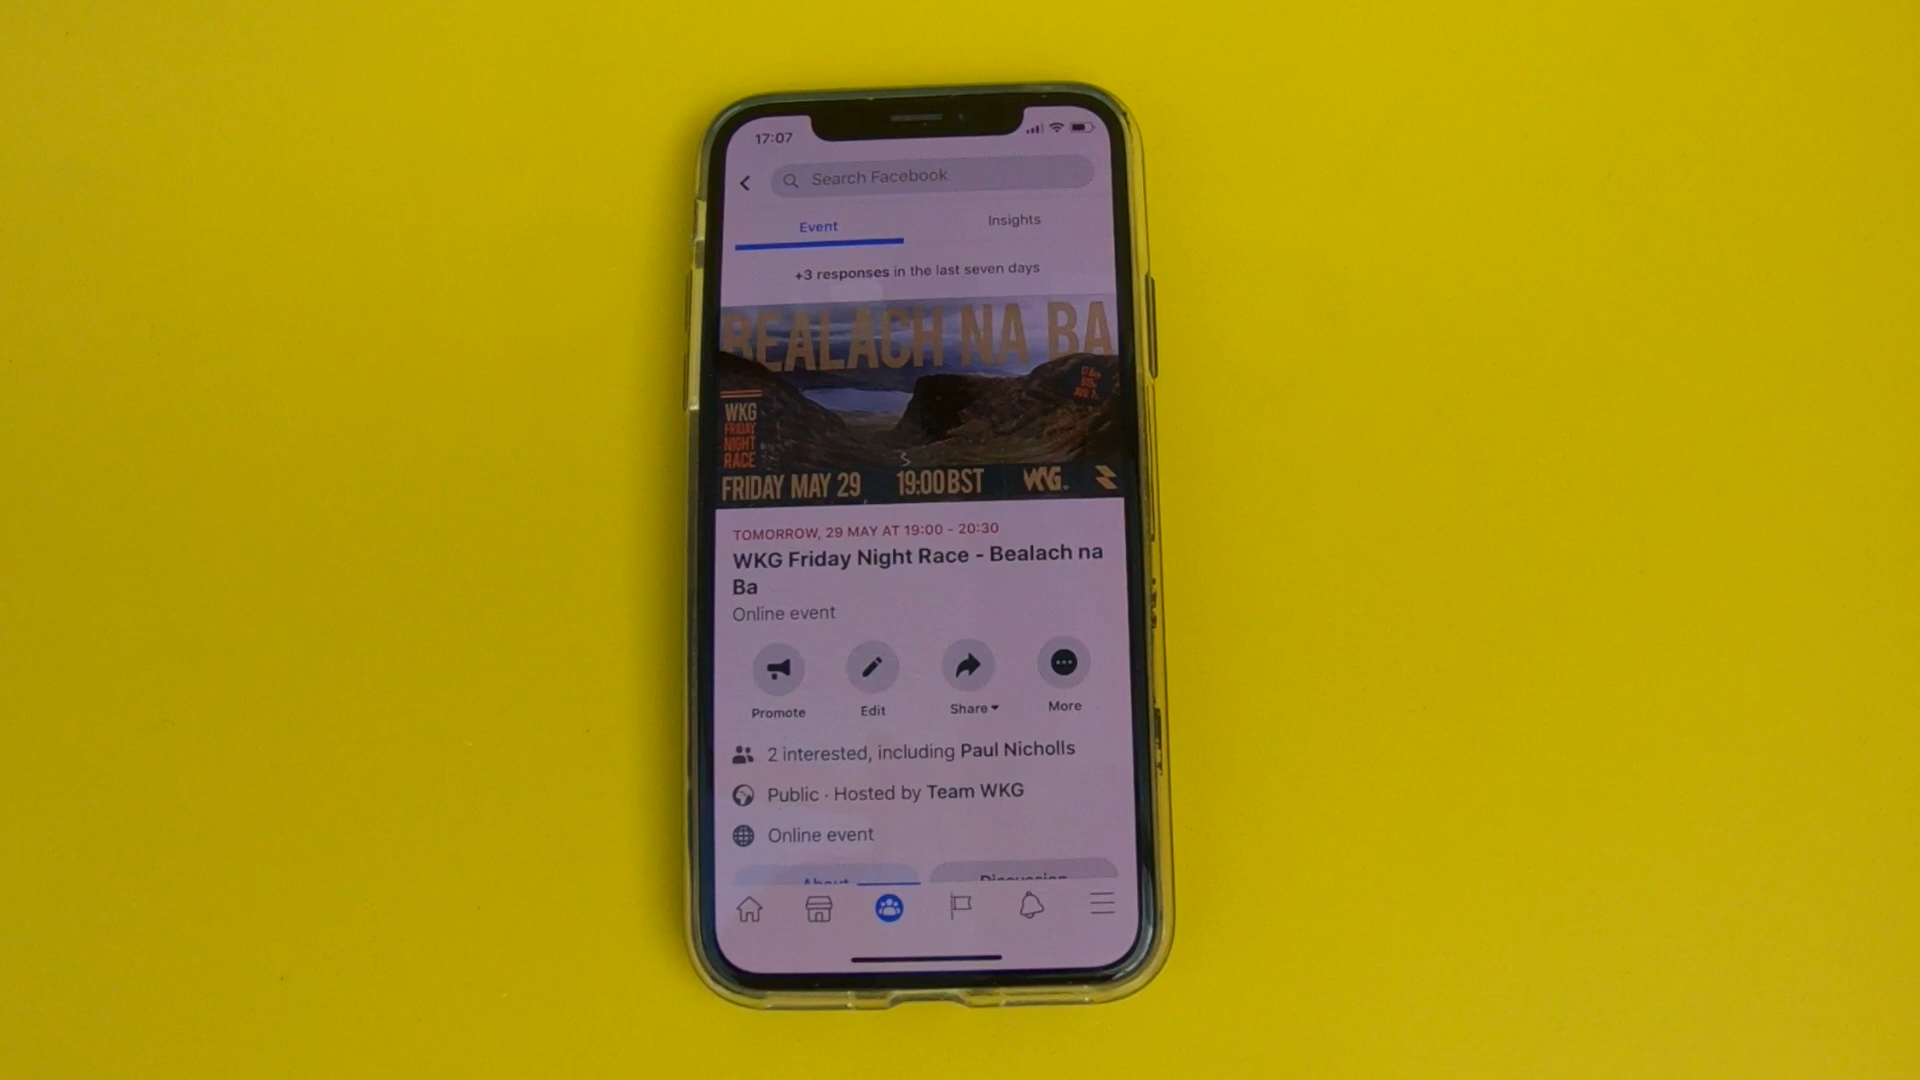 17:07
Search Facebook
Event
Insights
+3 responses in the last seven days
BEALACH NA BA
WKG
FRIDAY
NIGHT
RACE
FRIDAY MAY 29 19:00 BST WKG
TOMORROW, 29 MAY AT 19:00 - 20:30
WKG Friday Night Race - Bealach na
Ba
Online event
Promote Edit Share More
2 interested, including Paul Nicholls
Public · Hosted by Team WKG
Online event
About Discussion